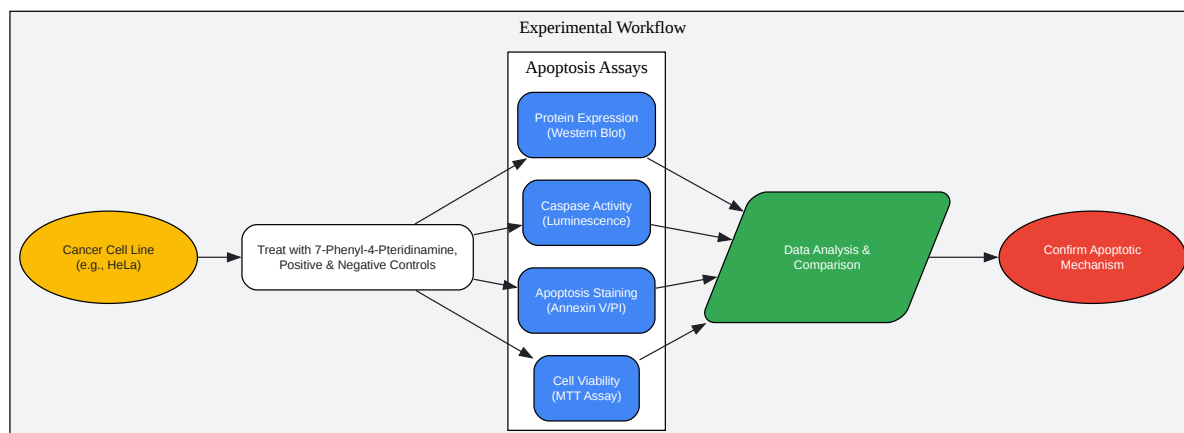 Experimental Workflow
Apoptosis Assays
Protein Expression
(Western Blot)
Caspase Activity
(Luminescence)
Cancer Cell Line
(e.g., HeLa)
Treat with 7-Phenyl-4-Pteridinamine,
Positive & Negative Controls
Data Analysis &
Comparison
Confirm Apoptotic
Mechanism
Apoptosis Staining
(Annexin V/PI)
Cell Viability
(MTT Assay)